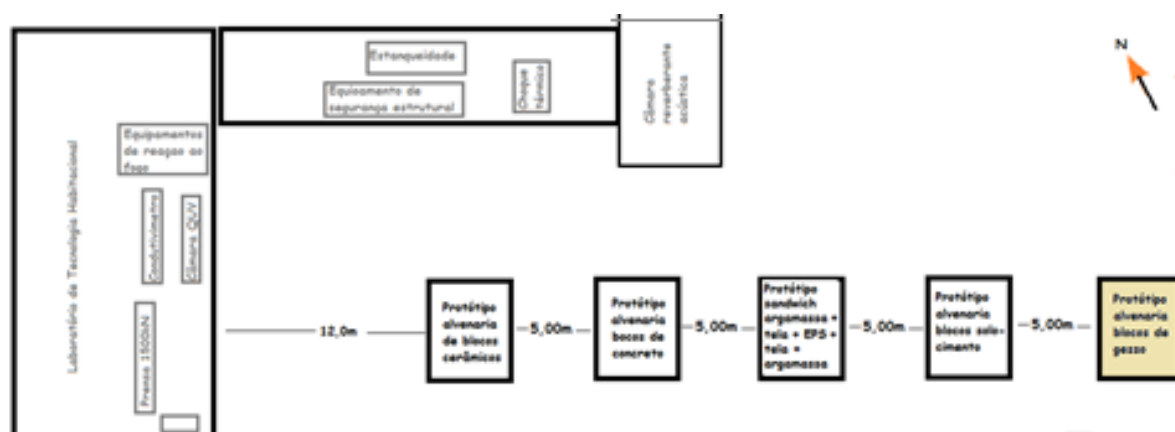 Estanqueidade
Equipamento de
segurança estrutural
Choque
térmico
Câmara
reverberante
acústica
N
Laboratório de Tecnologia Habitacional
Equipamentos
de reação ao
fogo
Condutivímetro
Câmara QUV
Prensa 1500kN
12,0m
Protótipo
alvenaria
de blocos
cerâmicos
5,00m
Protótipo
alvenaria
bocos de
concreto
5,00m
Protótipo
sandwich
argamassa +
tela + EPS +
tela +
argamassa
5,00m
Protótipo
alvenaria
blocos solo-
cimento
5,00m
Protótipo
alvenaria
blocos de
gesso